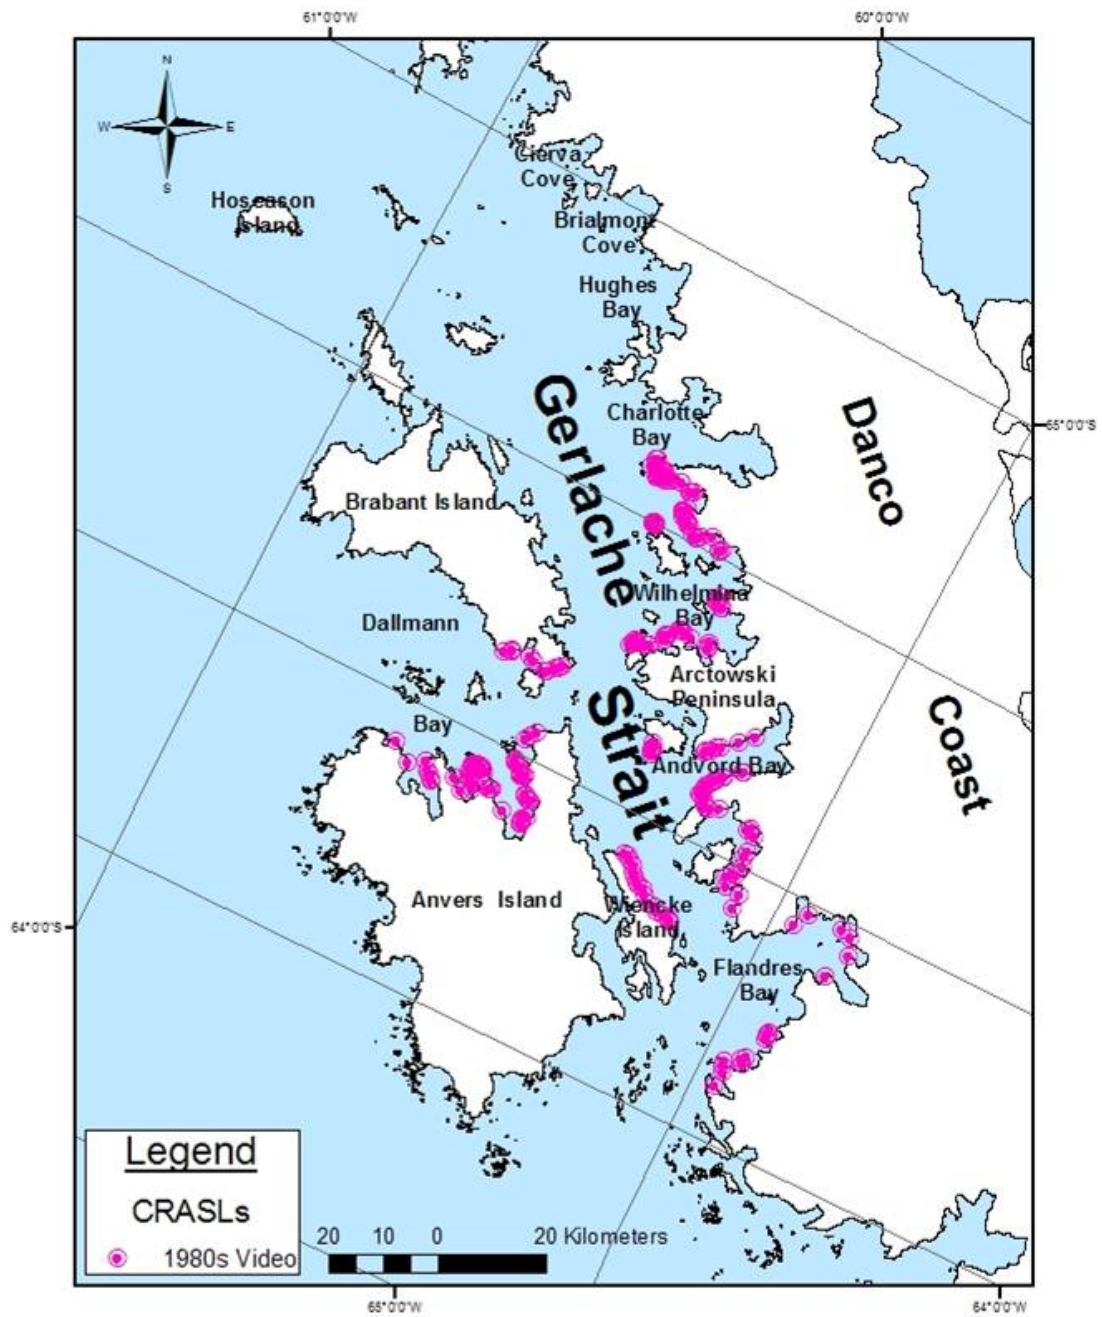 61°0'0"W
60°0'0"W
N
W
E
S
Cierva
Cove
Hoseason
Island
Brialmont
Cove
Hughes
Bay
Gerlache
Strait
Charlotte
Bay
Danco
Coast
65°0'0"S
Brabant Island
Wilhelmina
Bay
Dallmann
Bay
Arctowski
Peninsula
Andvord Bay
Anvers Island
Wiencke
Island
64°0'0"S
Flandres
Bay
Legend
CRASLs
1980s Video
20 10 0 20 Kilometers
65°0'0"W
64°0'0"W